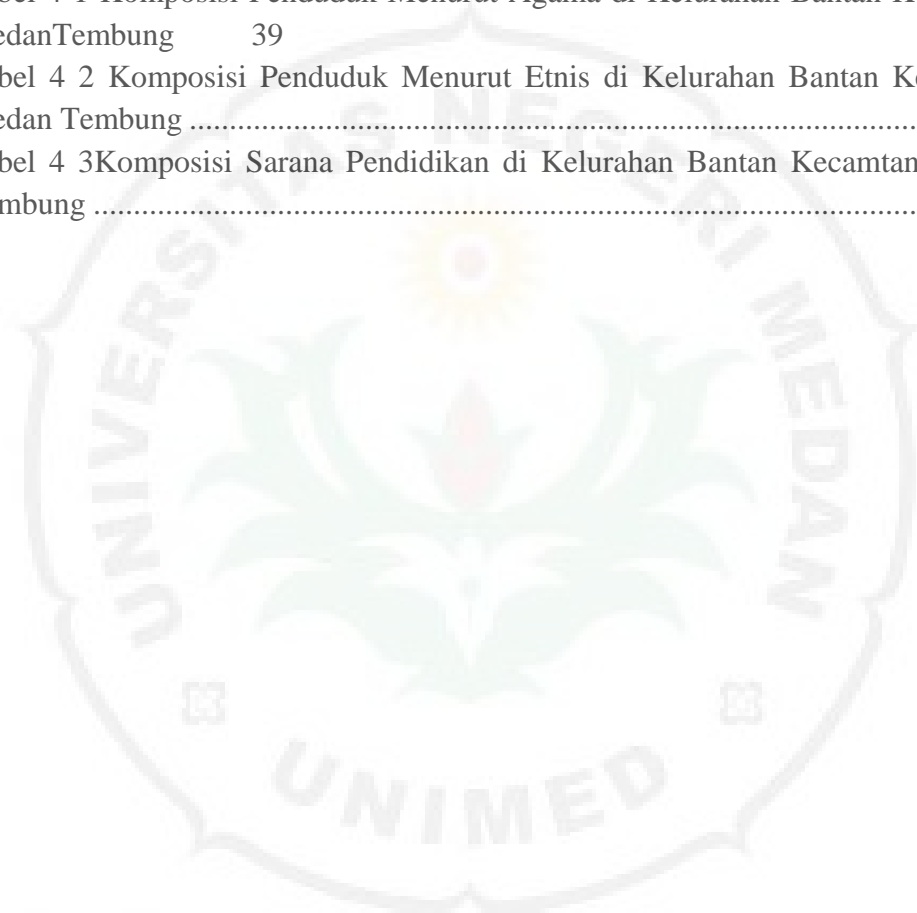 bel 4 1 Komposisi Penduduk Menurut Agama di Kelurahan Bantan K
edanTembung 39
bel 4 2 Komposisi Penduduk Menurut Etnis di Kelurahan Bantan Ke
edan Tembung ................................................................................
bel 4 3Komposisi Sarana Pendidikan di Kelurahan Bantan Kecamtan
mbung ................................................................................
UNIVERSITAS NEGERI MEDAN
UNIMED